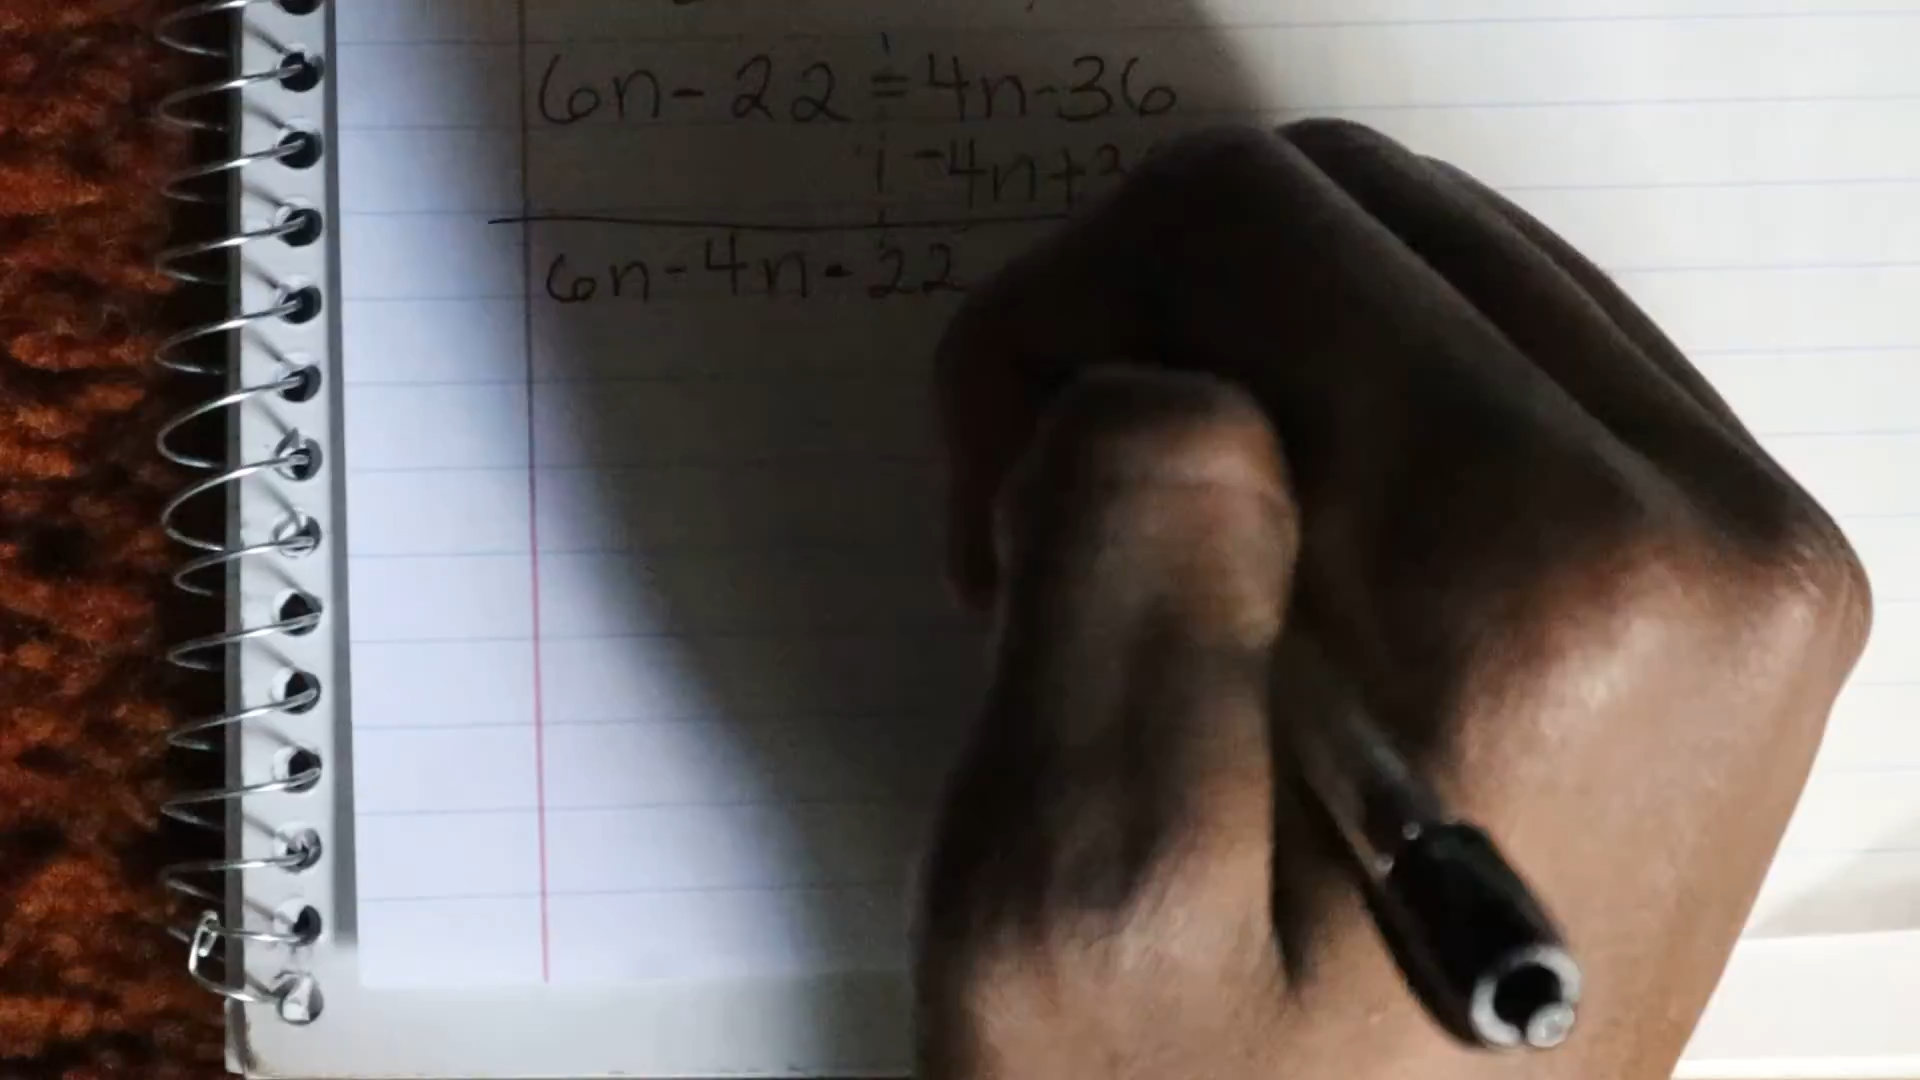 6n - 22 = 4n - 36
-4n +
6n - 4n - 22